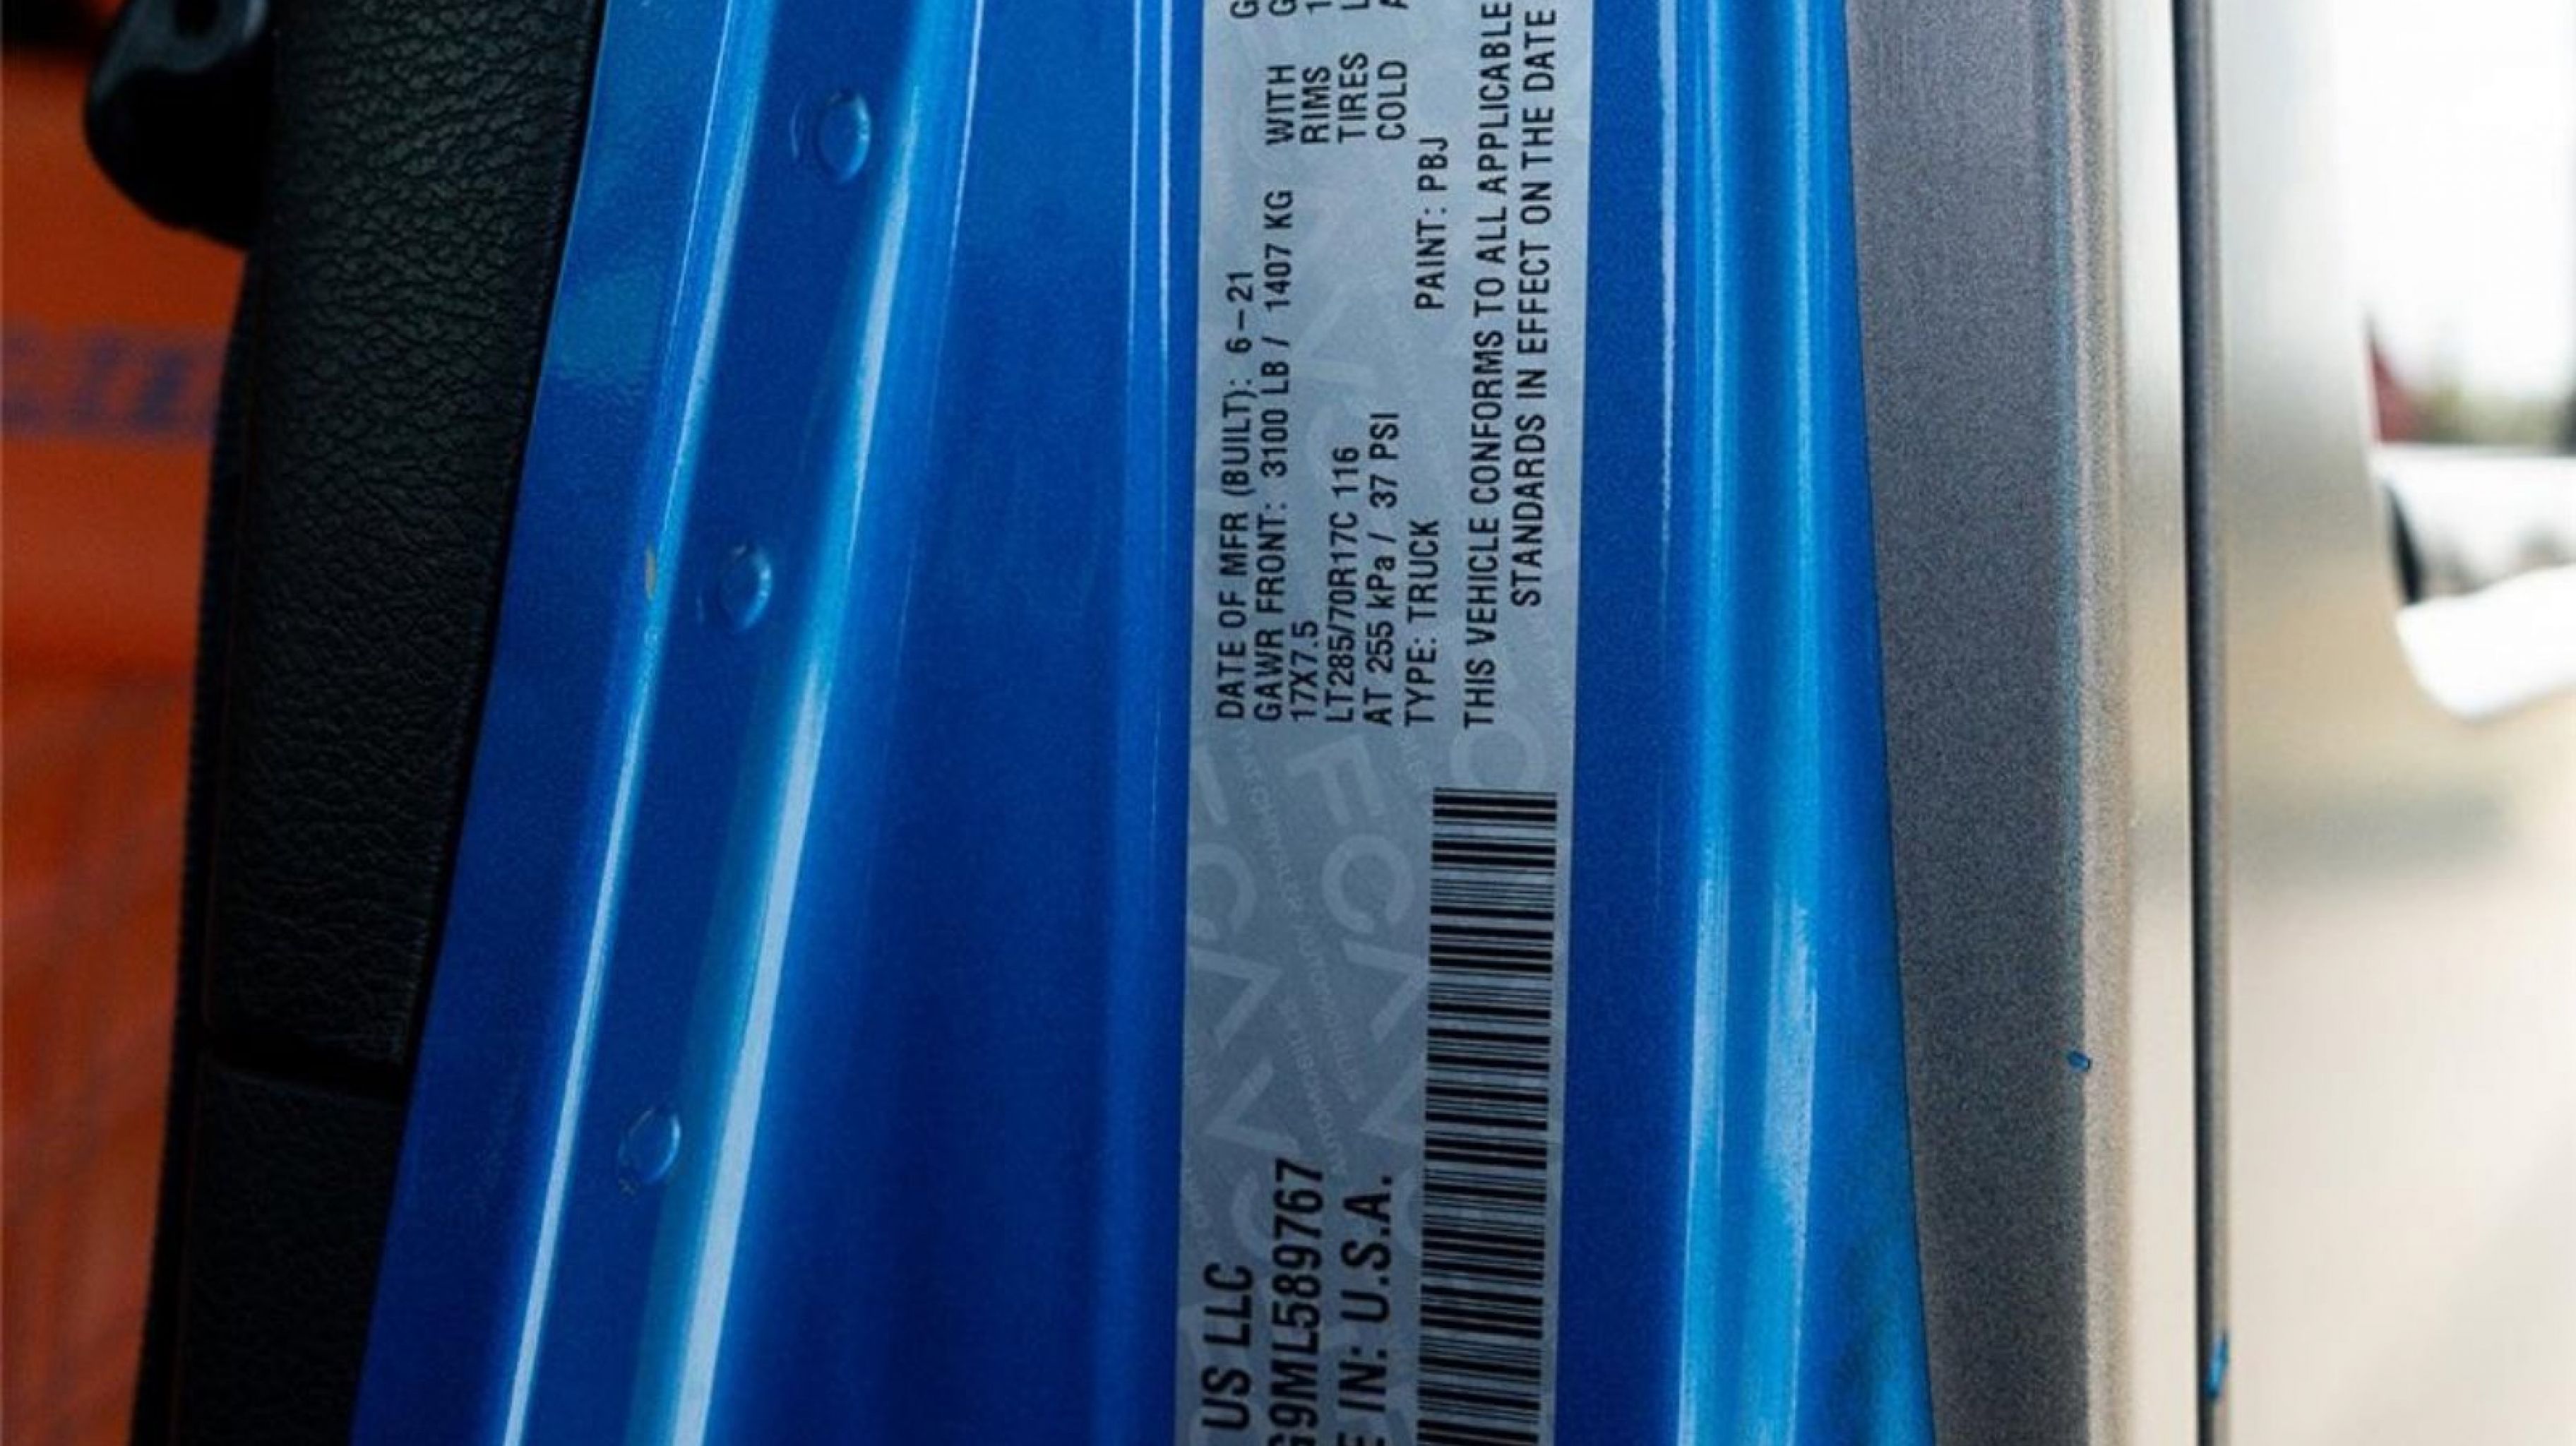 DATE OF MFR (BUILT): 6-21
GAWR FRONT: 3100 LB / 1407 KG WITH
17X7.5 RIMS
LT285/70R17C 116 TIRES
AT 255 kPa / 37 PSI COLD
TYPE: TRUCK PAINT: PBJ
THIS VEHICLE CONFORMS TO ALL APPLICABLE
STANDARDS IN EFFECT ON THE DATE
US LLC
G9ML589767
IN: U.S.A.
FCA